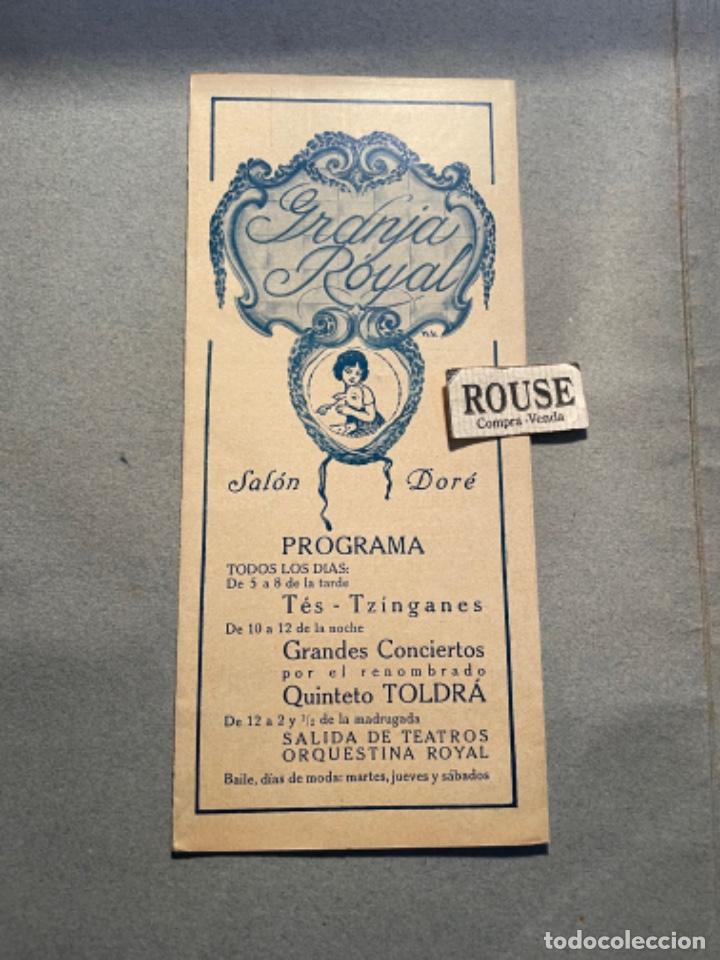 Granja
Royal
Salón Doré
PROGRAMA
TODOS LOS DIAS:
De 5 a 8 de la tarde
Tés - Tzínganes
De 10 a 12 de la noche
Grandes Conciertos
por el renombrado
Quinteto TOLDRÁ
De 12 a 2 y 1/2 de la madrugada
SALIDA DE TEATROS
ORQUESTINA ROYAL
Baile, días de moda: martes, jueves y sábados
ROUSE
Compra-Venda
todocoleccion